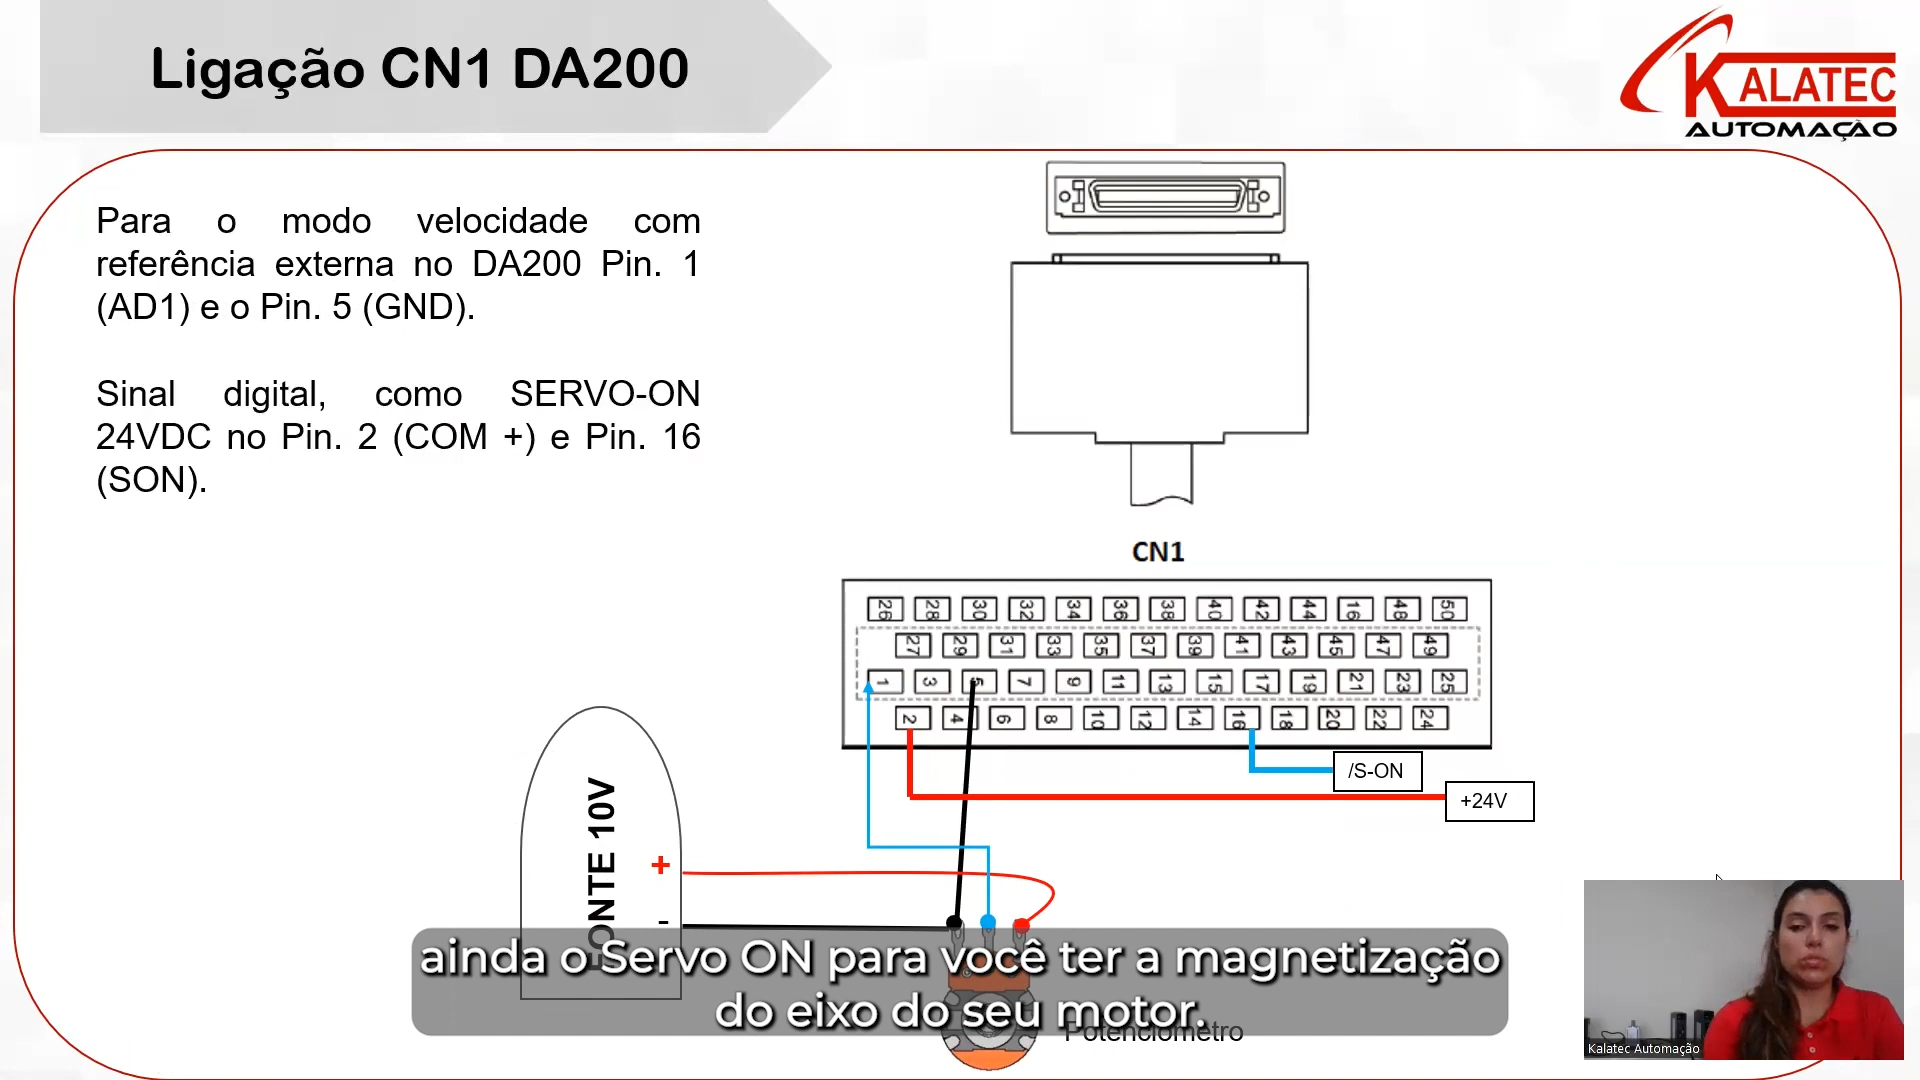 Ligação CN1 DA200
KALATEC
AUTOMAÇÃO
Para o modo velocidade com
referência externa no DA200 Pin. 1
(AD1) e o Pin. 5 (GND).
Sinal digital, como SERVO-ON
24VDC no Pin. 2 (COM +) e Pin. 16
(SON).
CN1
26 28 30 32 34 36 38 40 42 44 16 48 50
27 29 31 33 35 37 39 41 43 45 47 49
1 3 5 7 9 11 13 15 17 19 21 23 25
2 4 6 8 10 12 14 16 18 20 22 24
/S-ON
+24V
FONTE 10V
+
-
ainda o Servo ON para você ter a magnetização
do eixo do seu motor.
Potenciômetro
Kalatec Automação